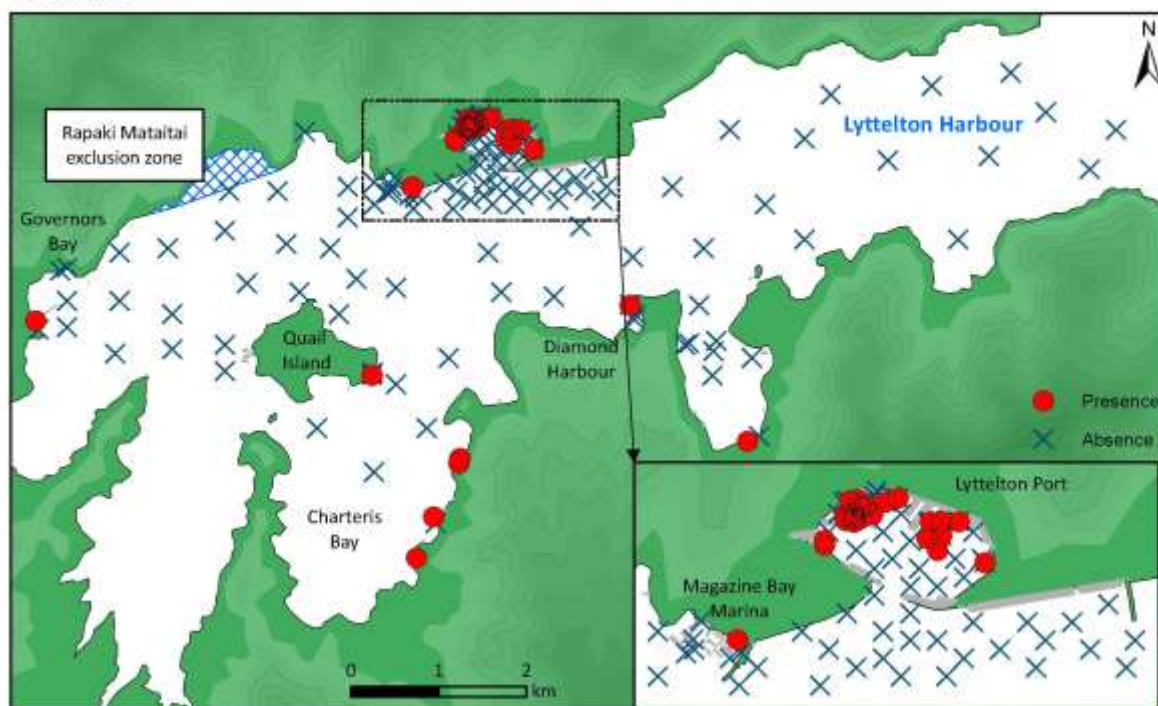 N
Rapaki Mataitai
exclusion zone
Lyttelton Harbour
Governors
Bay
Quail
Island
Diamond
Harbour
Presence
Absence
Charteris
Bay
Lyttelton Port
Magazine Bay
Marina
0 2
km